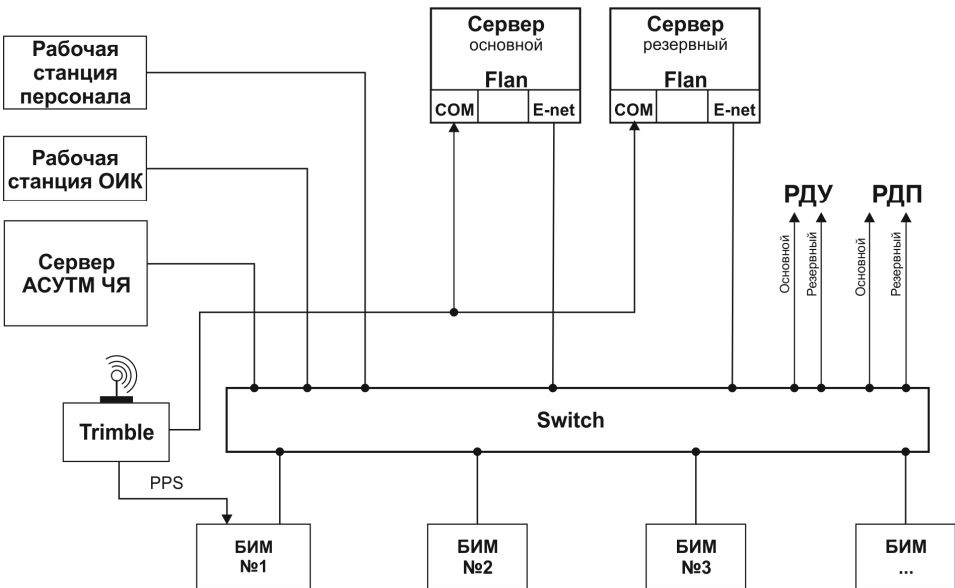 Рабочая
станция
персонала
Рабочая
станция ОИК
Сервер
АСУТМ ЧЯ
Сервер
основной
Flan
COM
E-net
Сервер
резервный
Flan
COM
E-net
РДУ
РДП
Основной
Резервный
Основной
Резервный
Trimble
Switch
PPS
БИМ
№1
БИМ
№2
БИМ
№3
БИМ
...